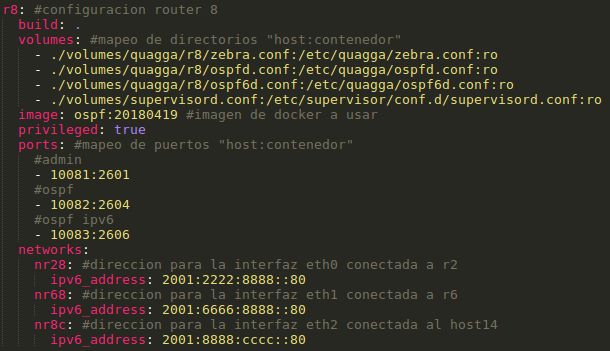 r8: #configuracion router 8
build: .
volumes: #mapeo de directorios "host:contenedor"
- ./volumes/quagga/r8/zebra.conf:/etc/quagga/zebra.conf:ro
- ./volumes/quagga/r8/ospfd.conf:/etc/quagga/ospfd.conf:ro
- ./volumes/quagga/r8/ospf6d.conf:/etc/quagga/ospf6d.conf:ro
- ./volumes/supervisord.conf:/etc/supervisor/conf.d/supervisord.conf:ro
image: ospf:20180419 #imagen de docker a usar
privileged: true
ports: #mapeo de puertos "host:contenedor"
#admin
- 10081:2601
#ospf
- 10082:2604
#ospf ipv6
- 10083:2606
networks:
nr28: #direccion para la interfaz eth0 conectada a r2
ipv6_address: 2001:2222:8888::80
nr68: #direccion para la interfaz eth1 conectada a r6
ipv6_address: 2001:6666:8888::80
nr8c: #direccion para la interfaz eth2 conectada al host14
ipv6_address: 2001:8888:cccc::80